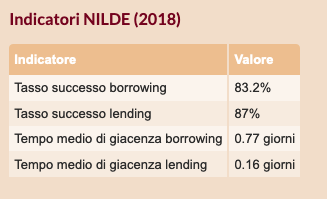 Indicatori NILDE (2018)
Indicatore Valore
Tasso successo borrowing 83.2%
Tasso successo lending 87%
Tempo medio di giacenza borrowing 0.77 giorni
Tempo medio di giacenza lending 0.16 giorni